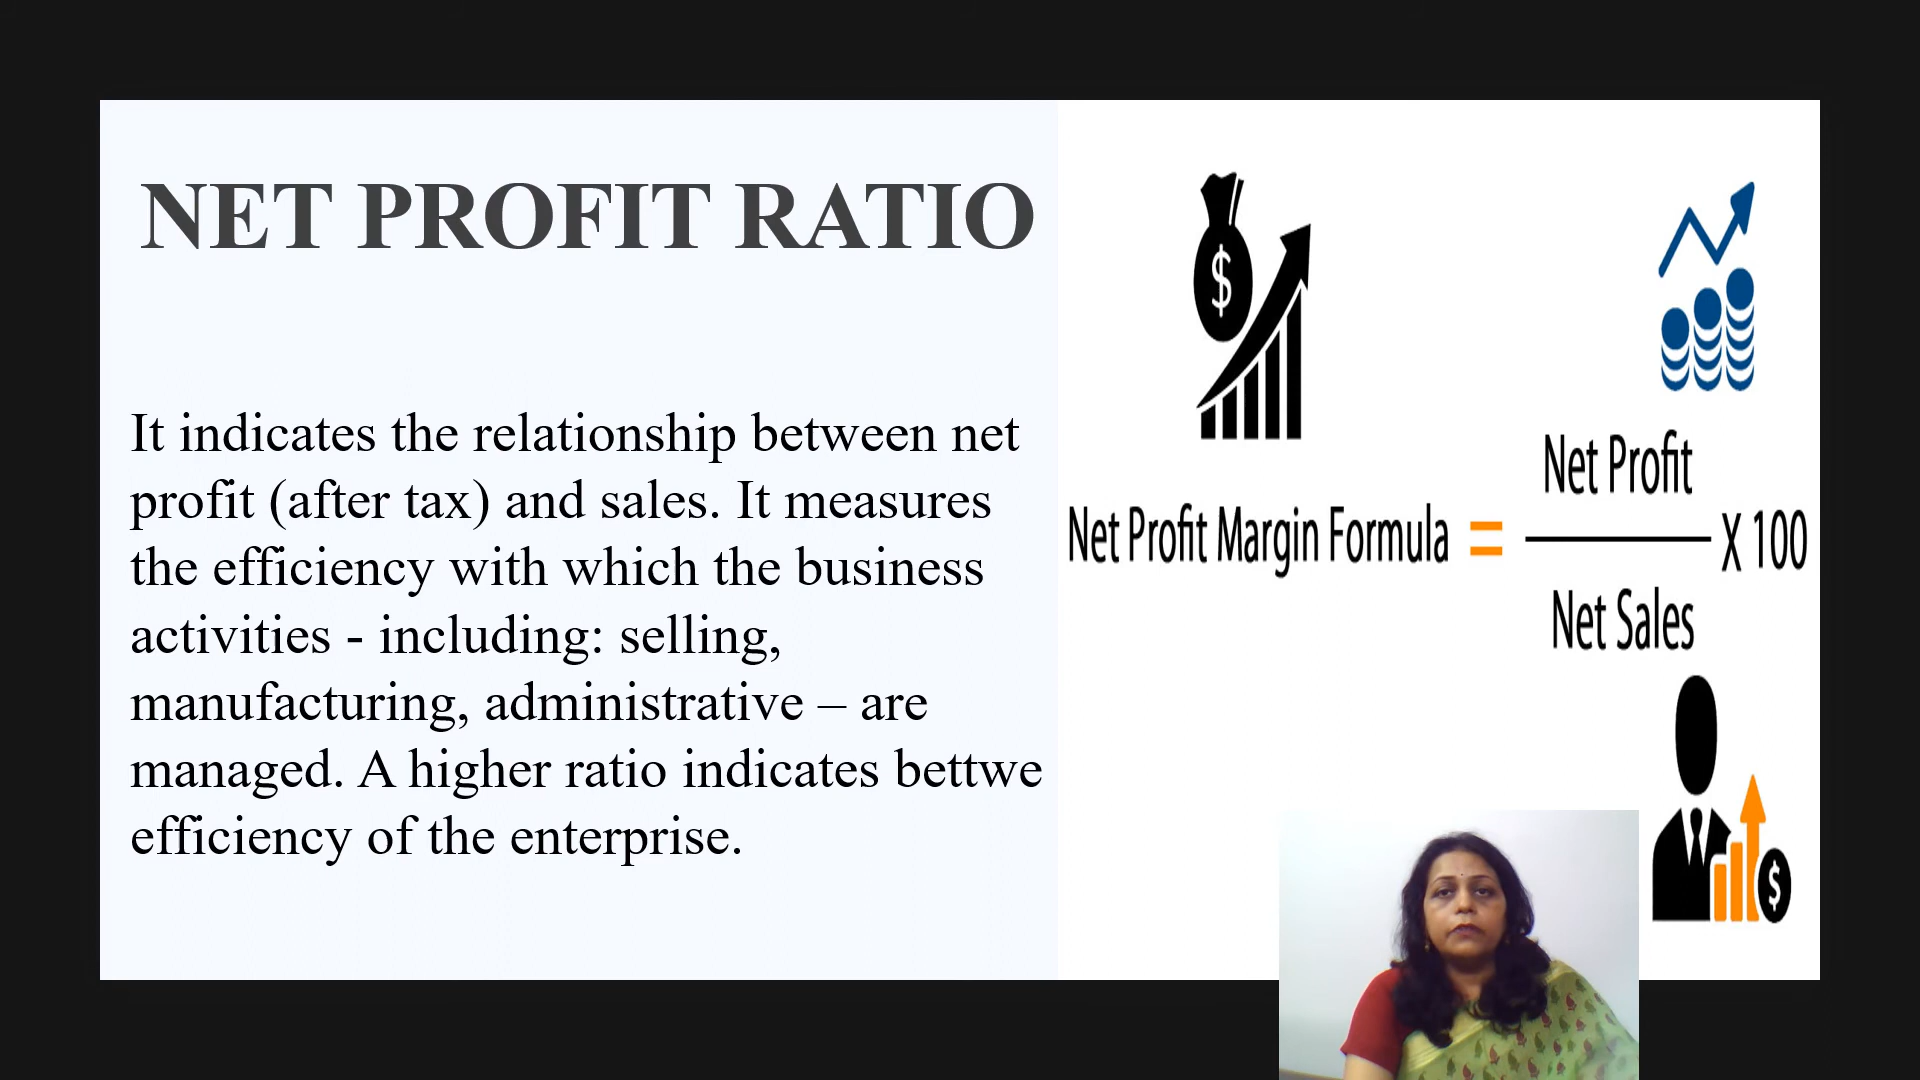 NET PROFIT RATIO
It indicates the relationship between net
profit (after tax) and sales. It measures
the efficiency with which the business
activities - including: selling,
manufacturing, administrative – are
managed. A higher ratio indicates bettwe
efficiency of the enterprise.
$
Net Profit Margin Formula = Net Profit
X 100
Net Sales
$